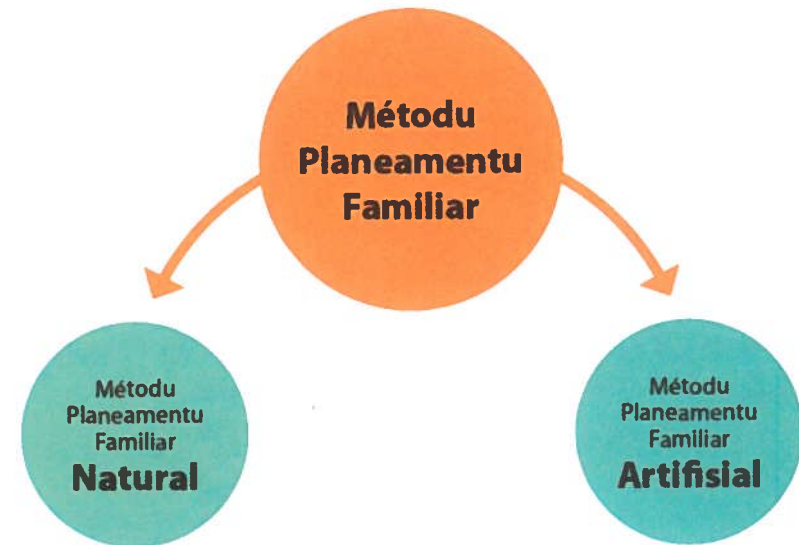 Métodu
Planeamentu
Familiar
Métodu
Planeamentu
Familiar
Natural
Métodu
Planeamentu
Familiar
Artifisial